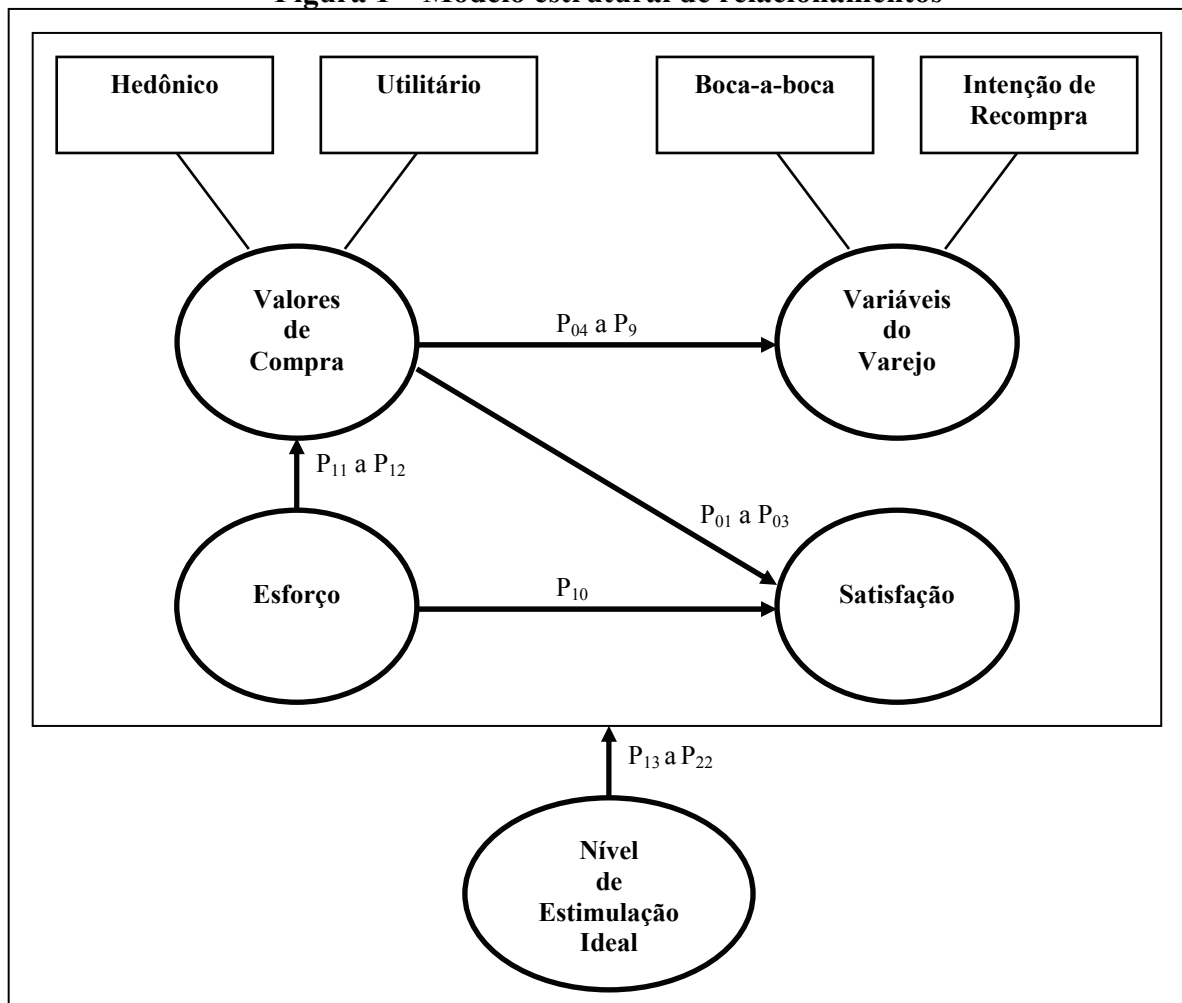 Figura 1 – Modelo estrutural de relacionamentos
Hedônico
Utilitário
Boca-a-boca
Intenção de
Recompra
Valores
de
Compra
P04 a P9
Variáveis
do
Varejo
P11 a P12
P01 a P03
Esforço
P10
Satisfação
P13 a P22
Nível
de
Estimulação
Ideal